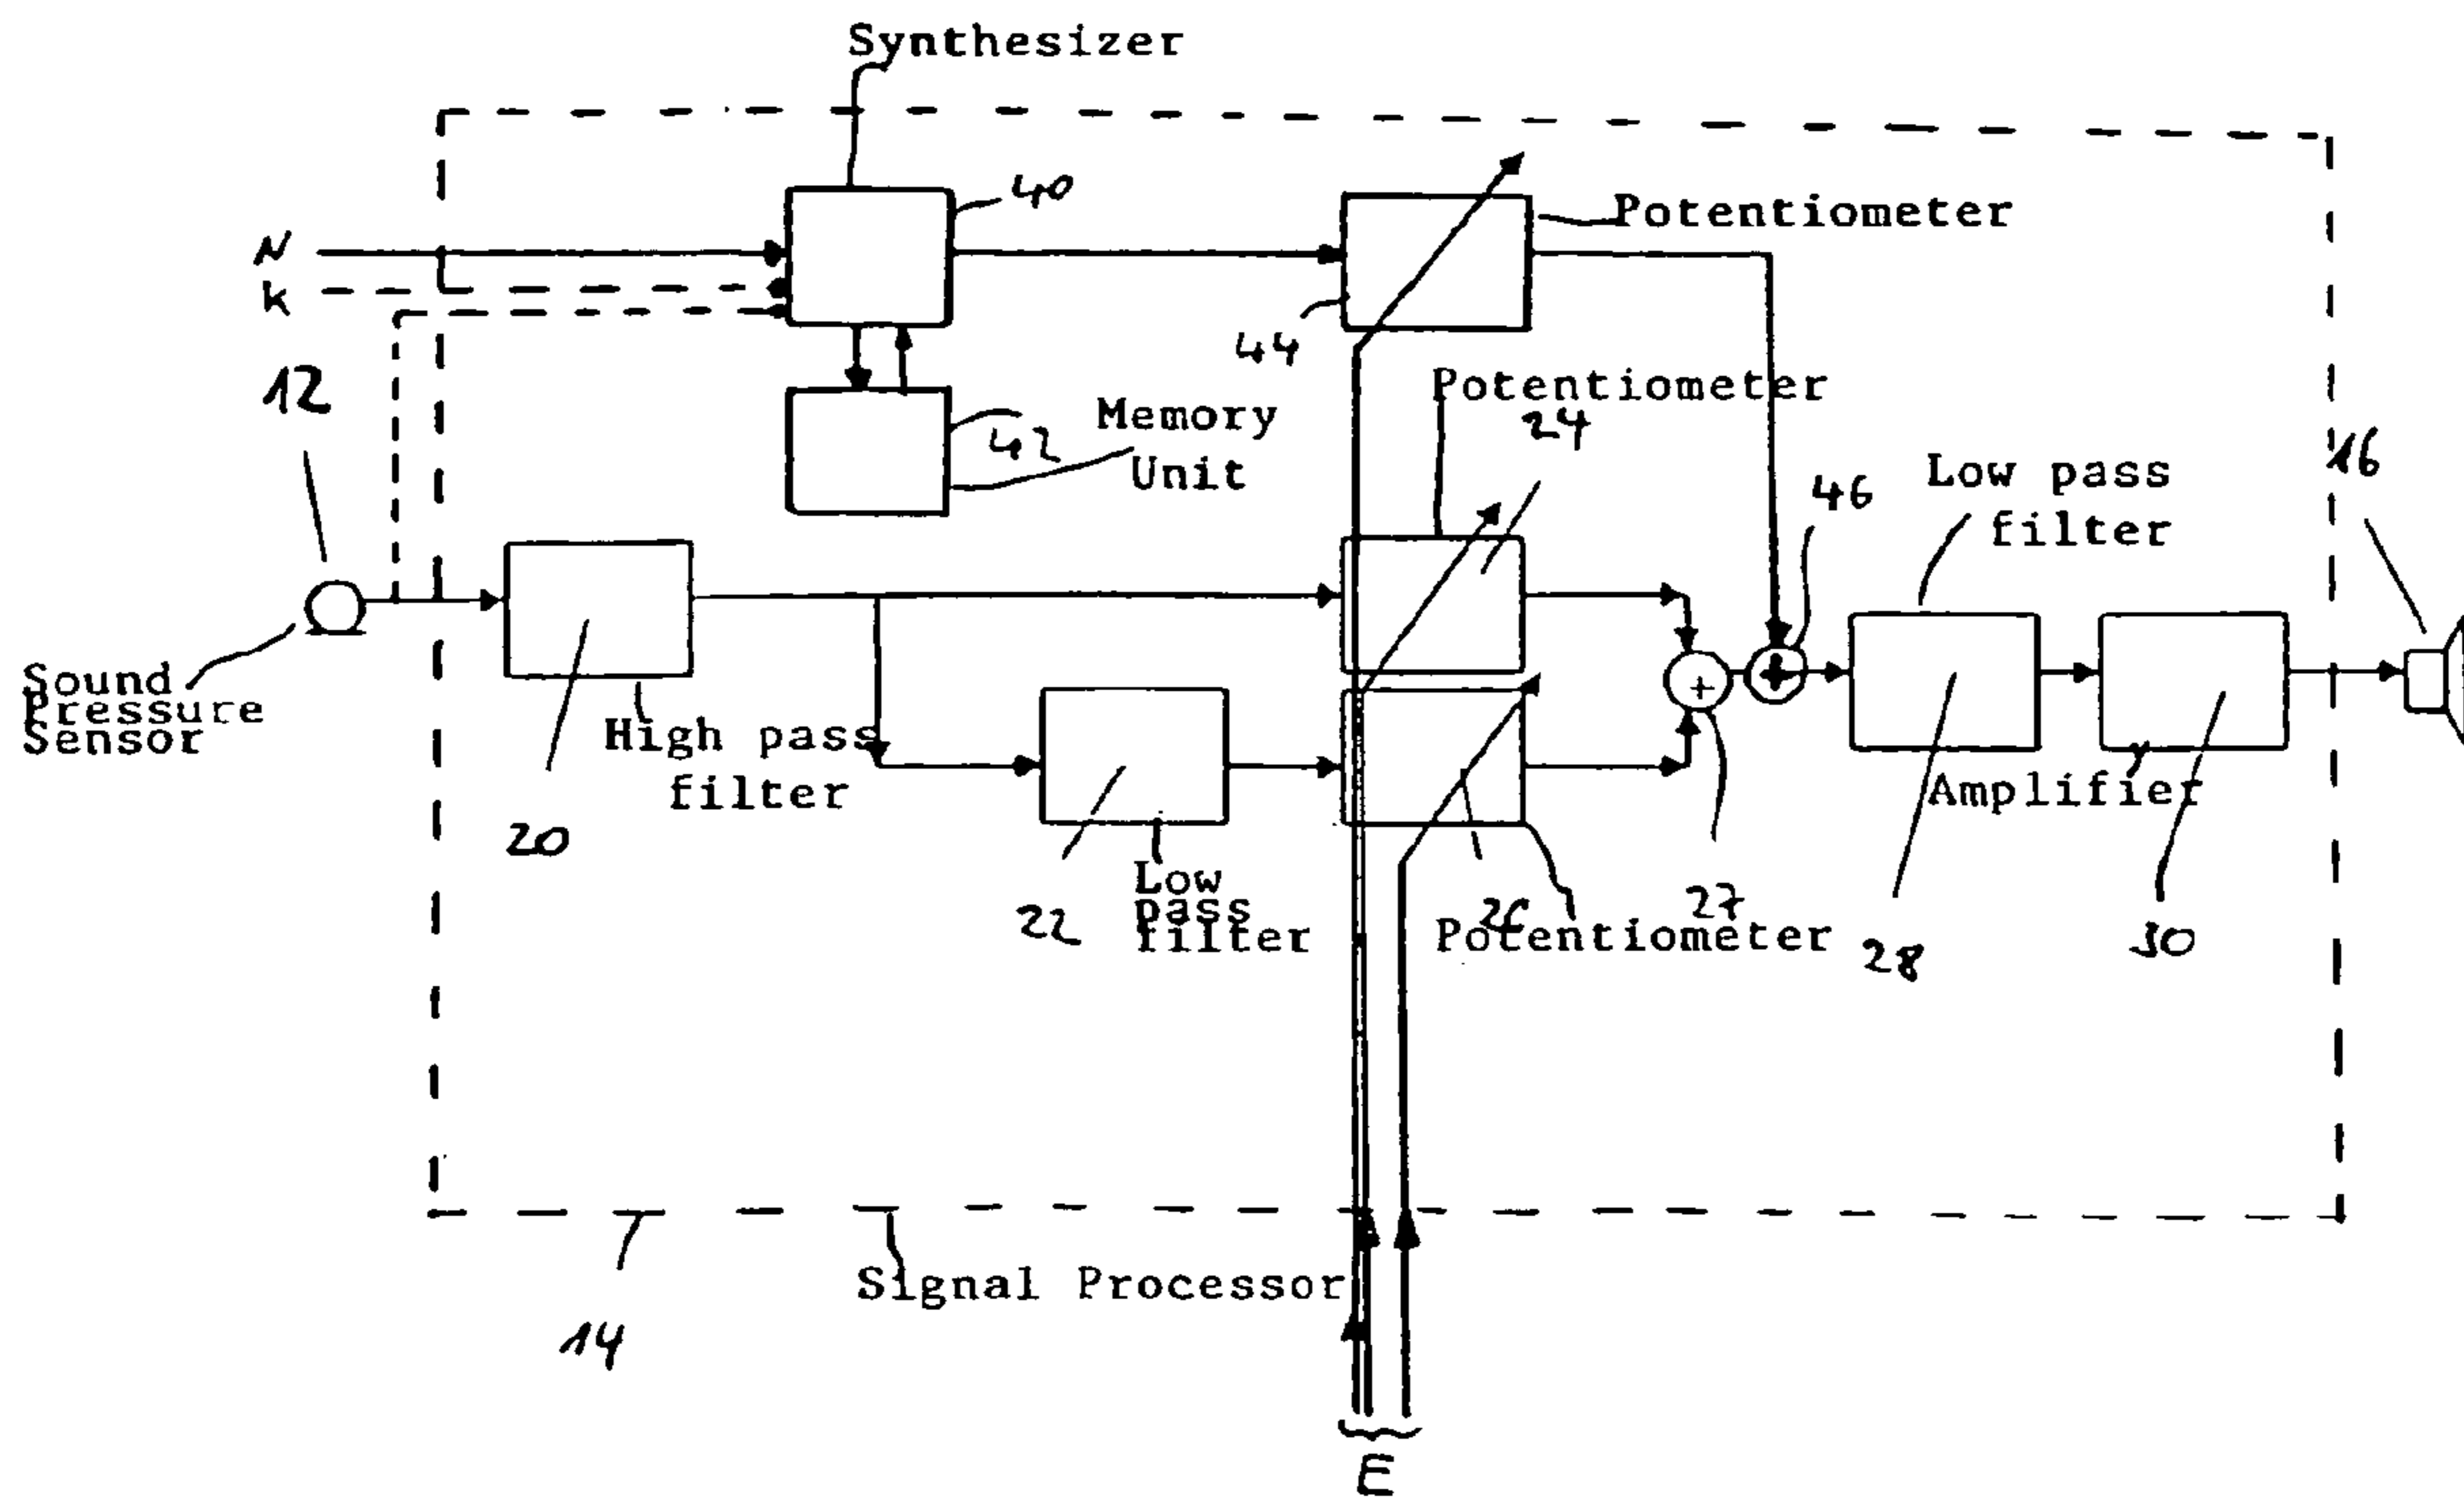 Synthesizer
40
Potentiometer
N
k
44
12
Potentiometer
24
Memory
Unit
42
16
Low pass
filter
46
Sound
Pressure
Sensor
High pass
filter
20
Amplifier
Low
pass
filter
22
26
Potentiometer
27
28
30
Signal Processor
14
E
+
+